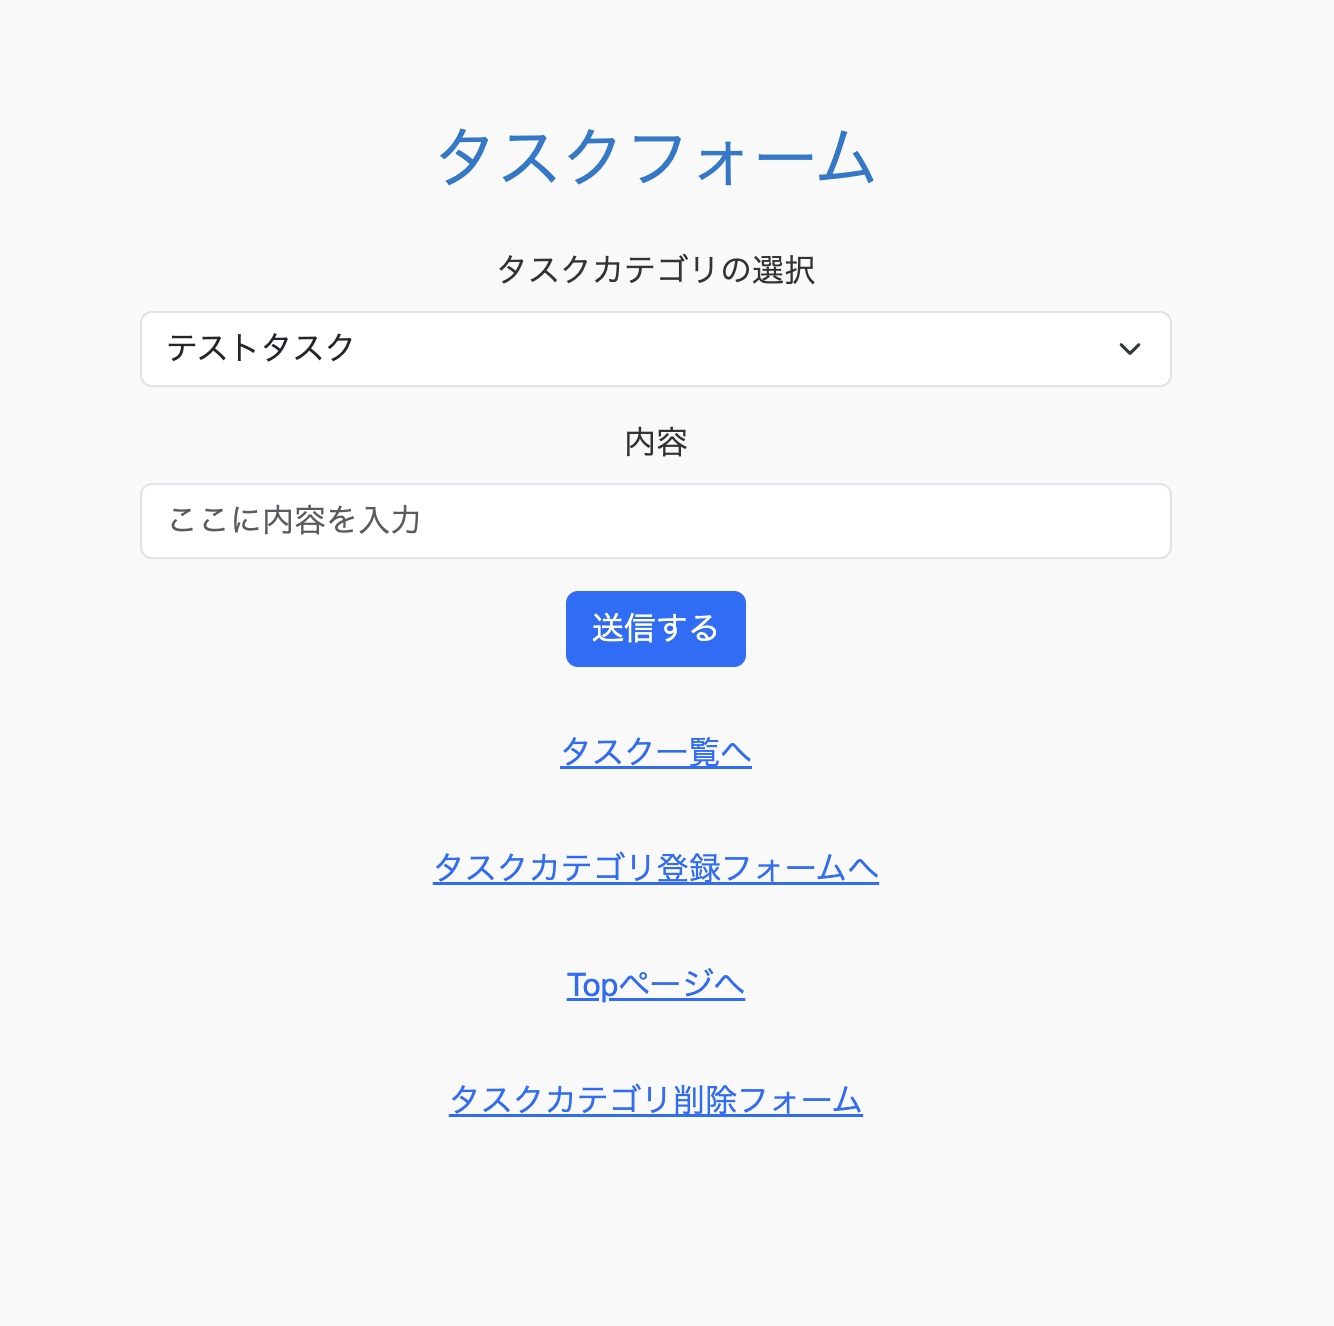 タスクフォーム
タスクカテゴリの選択
テストタスク
内容
ここに内容を入力
送信する
タスク一覧へ
タスクカテゴリ登録フォームへ
Topページへ
タスクカテゴリ削除フォーム